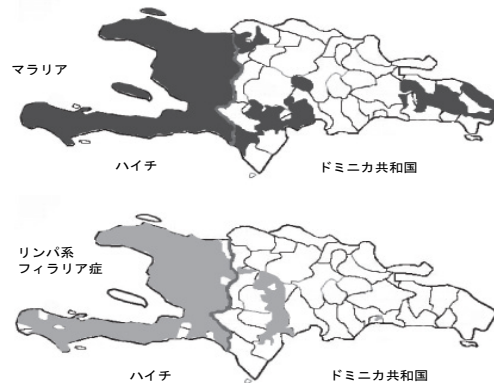 マラリア
ハイチ
ドミニカ共和国
リンパ系
フィラリア症
ハイチ
ドミニカ共和国